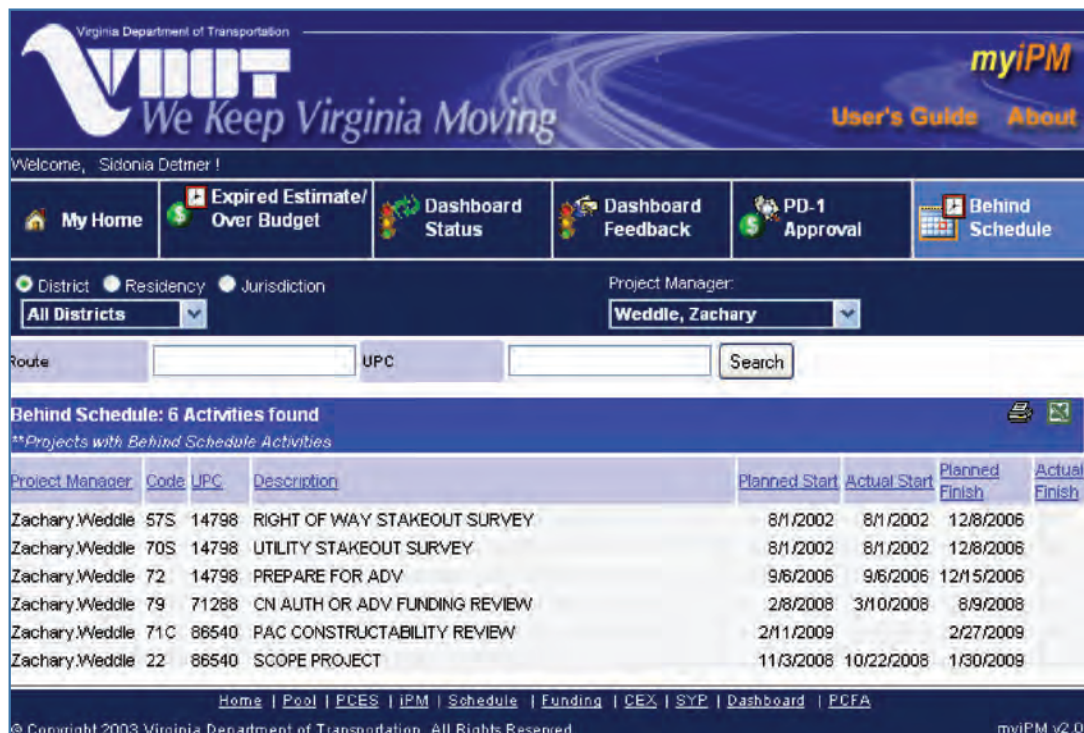 Virginia Department of Transportation
VDOT
We Keep Virginia Moving
myiPM
User's Guide About
Welcome, Sidonia Detmer !
My Home
Expired Estimate/
Over Budget
Dashboard
Status
Dashboard
Feedback
PD-1
Approval
Behind
Schedule
District Residency Jurisdiction
Project Manager:
All Districts
Weddle, Zachary
Route UPC Search
Behind Schedule: 6 Activities found
**Projects with Behind Schedule Activities
Project Manager Code UPC Description Planned Start Actual Start Planned Finish Actual Finish
Zachary.Weddle 57S 14798 RIGHT OF WAY STAKEOUT SURVEY 8/1/2002 8/1/2002 12/8/2006
Zachary.Weddle 70S 14798 UTILITY STAKEOUT SURVEY 8/1/2002 8/1/2002 12/8/2006
Zachary.Weddle 72 14798 PREPARE FOR ADV 9/6/2006 9/6/2006 12/15/2006
Zachary.Weddle 79 71288 CN AUTH OR ADV FUNDING REVIEW 2/8/2008 3/10/2008 8/9/2008
Zachary.Weddle 71C 86540 PAC CONSTRUCTABILITY REVIEW 2/11/2009 2/27/2009
Zachary.Weddle 22 86540 SCOPE PROJECT 11/3/2008 10/22/2008 1/30/2009
Home | Pool | PCES | iPM | Schedule | Funding | CEX | SYP | Dashboard | PCFA
© Copyright 2003 Virginia Department of Transportation. All Rights Reserved. myiPM v2.0